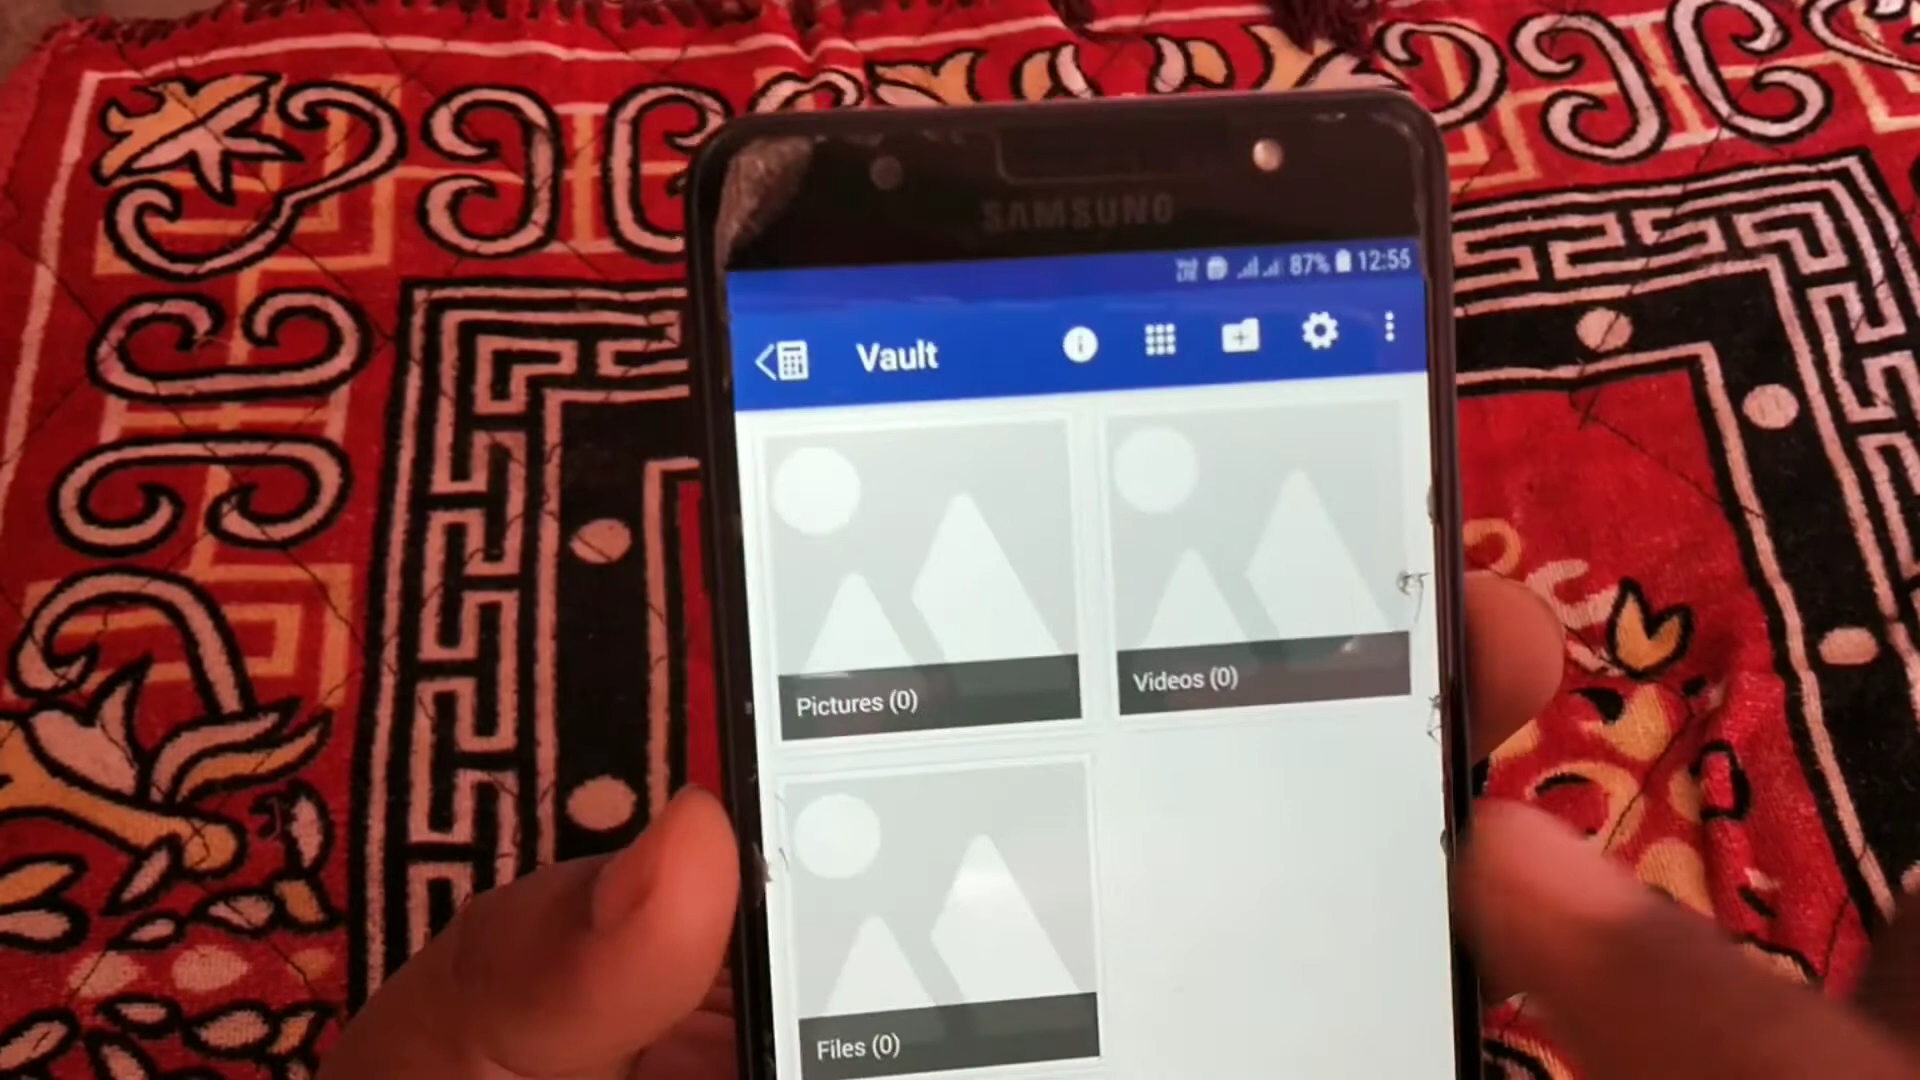 SAMSUNG
87% 12:55
Vault
Pictures (0)
Videos (0)
Files (0)